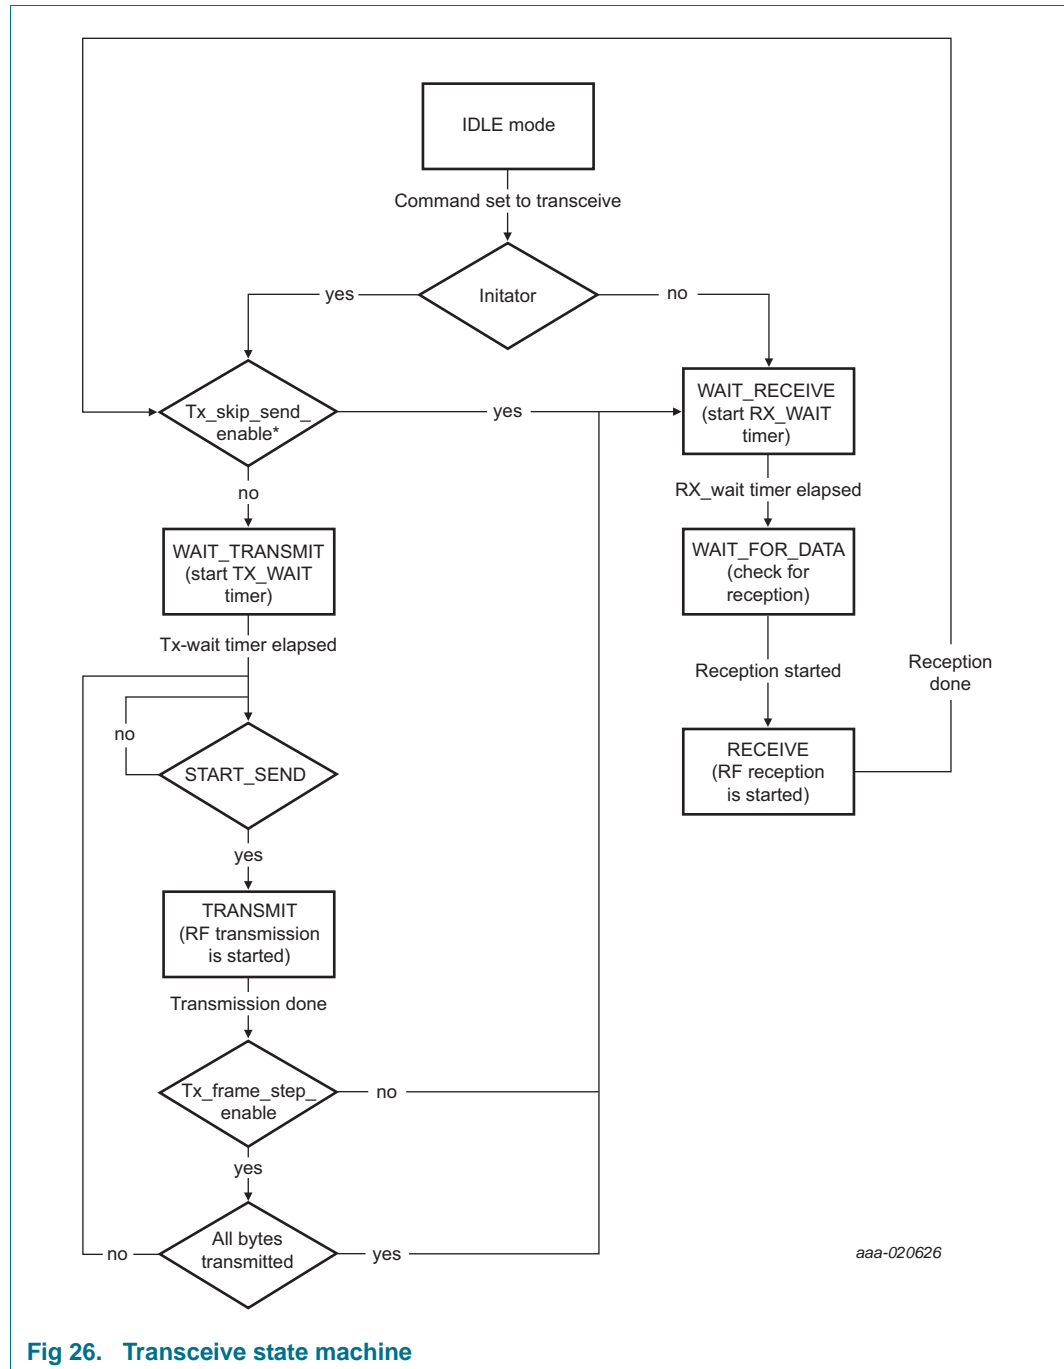 IDLE mode
Command set to transceive
Initator
yes
no
Tx_skip_send_
enable*
yes
no
WAIT_RECEIVE
(start RX_WAIT
timer)
RX_wait timer elapsed
WAIT_TRANSMIT
(start TX_WAIT
timer)
WAIT_FOR_DATA
(check for
reception)
Tx-wait timer elapsed
Reception started
Reception
done
no
START_SEND
RECEIVE
(RF reception
is started)
yes
TRANSMIT
(RF transmission
is started)
Transmission done
Tx_frame_step_
enable
no
yes
All bytes
transmitted
no
yes
aaa-020626
Fig 26. Transceive state machine